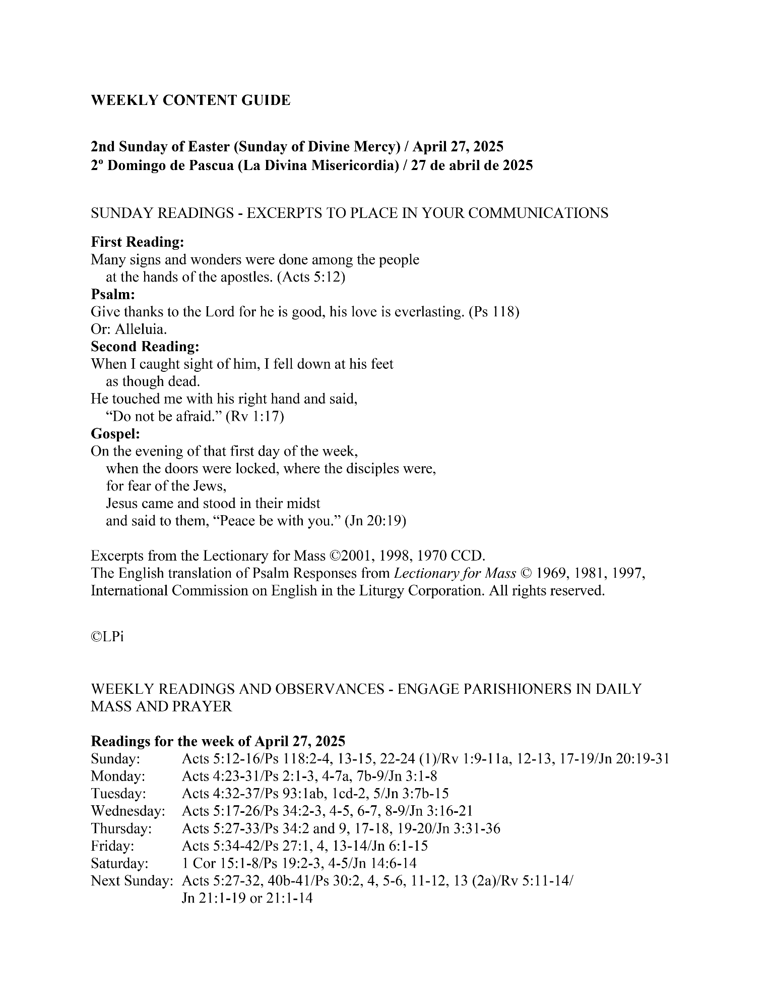 WEEKLY CONTENT GUIDE
2nd Sunday of Easter (Sunday of Divine Mercy) / April 27, 2025
2º Domingo de Pascua (La Divina Misericordia) / 27 de abril de 2025
SUNDAY READINGS - EXCERPTS TO PLACE IN YOUR COMMUNICATIONS
First Reading:
Many signs and wonders were done among the people
at the hands of the apostles. (Acts 5:12)
Psalm:
Give thanks to the Lord for he is good, his love is everlasting. (Ps 118)
Or: Alleluia.
Second Reading:
When I caught sight of him, I fell down at his feet
as though dead.
He touched me with his right hand and said,
“Do not be afraid.” (Rv 1:17)
Gospel:
On the evening of that first day of the week,
when the doors were locked, where the disciples were,
for fear of the Jews,
Jesus came and stood in their midst
and said to them, “Peace be with you.” (Jn 20:19)
Excerpts from the Lectionary for Mass ©2001, 1998, 1970 CCD.
The English translation of Psalm Responses from Lectionary for Mass © 1969, 1981, 1997,
International Commission on English in the Liturgy Corporation. All rights reserved.
©LPi
WEEKLY READINGS AND OBSERVANCES - ENGAGE PARISHIONERS IN DAILY
MASS AND PRAYER
Readings for the week of April 27, 2025
Sunday: Acts 5:12-16/Ps 118:2-4, 13-15, 22-24 (1)/Rv 1:9-11a, 12-13, 17-19/Jn 20:19-31
Monday: Acts 4:23-31/Ps 2:1-3, 4-7a, 7b-9/Jn 3:1-8
Tuesday: Acts 4:32-37/Ps 93:1ab, 1cd-2, 5/Jn 3:7b-15
Wednesday: Acts 5:17-26/Ps 34:2-3, 4-5, 6-7, 8-9/Jn 3:16-21
Thursday: Acts 5:27-33/Ps 34:2 and 9, 17-18, 19-20/Jn 3:31-36
Friday: Acts 5:34-42/Ps 27:1, 4, 13-14/Jn 6:1-15
Saturday: 1 Cor 15:1-8/Ps 19:2-3, 4-5/Jn 14:6-14
Next Sunday: Acts 5:27-32, 40b-41/Ps 30:2, 4, 5-6, 11-12, 13 (2a)/Rv 5:11-14/
Jn 21:1-19 or 21:1-14